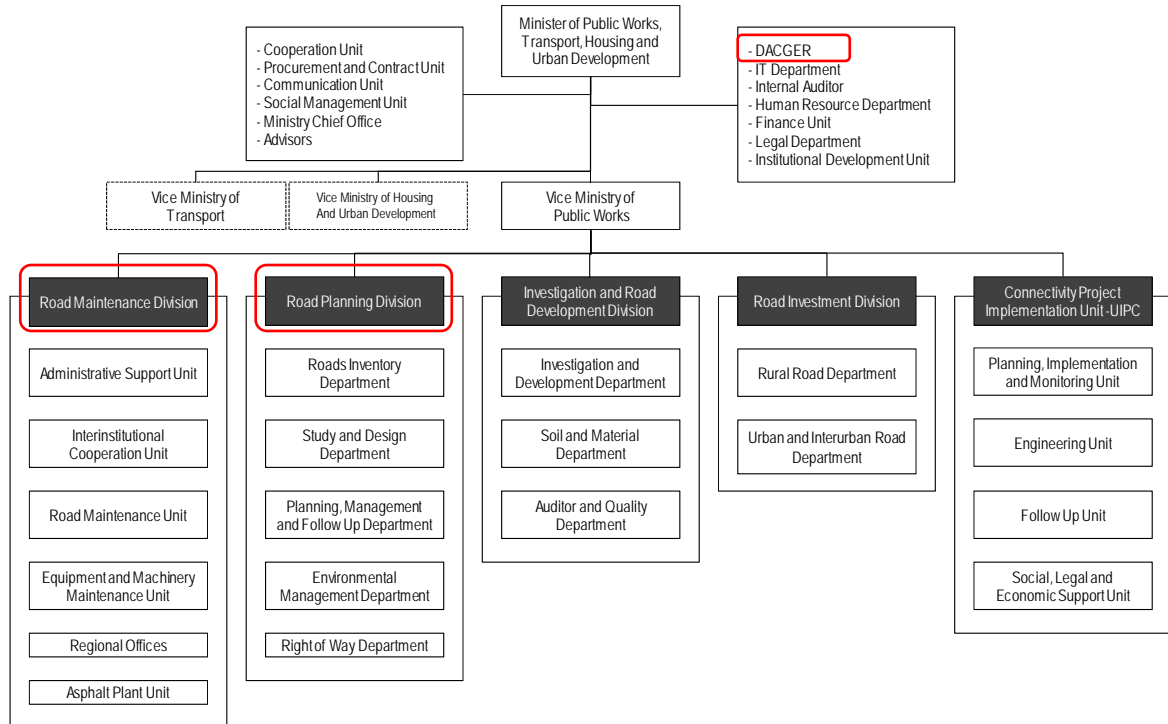 Minister of Public Works,
Transport, Housing and
Urban Development
- Cooperation Unit
- Procurement and Contract Unit
- Communication Unit
- Social Management Unit
- Ministry Chief Office
- Advisors
- DACGER
- IT Department
- Internal Auditor
- Human Resource Department
- Finance Unit
- Legal Department
- Institutional Development Unit
Vice Ministry of
Transport
Vice Ministry of Housing
And Urban Development
Vice Ministry of
Public Works
Road Maintenance Division
Administrative Support Unit
Interinstitutional
Cooperation Unit
Road Maintenance Unit
Equipment and Machinery
Maintenance Unit
Regional Offices
Asphalt Plant Unit
Road Planning Division
Roads Inventory
Department
Study and Design
Department
Planning, Management
and Follow Up Department
Environmental
Management Department
Right of Way Department
Investigation and Road
Development Division
Investigation and
Development Department
Soil and Material
Department
Auditor and Quality
Department
Road Investment Division
Rural Road Department
Urban and Interurban Road
Department
Connectivity Project
Implementation Unit -UIPC
Planning, Implementation
and Monitoring Unit
Engineering Unit
Follow Up Unit
Social, Legal and
Economic Support Unit